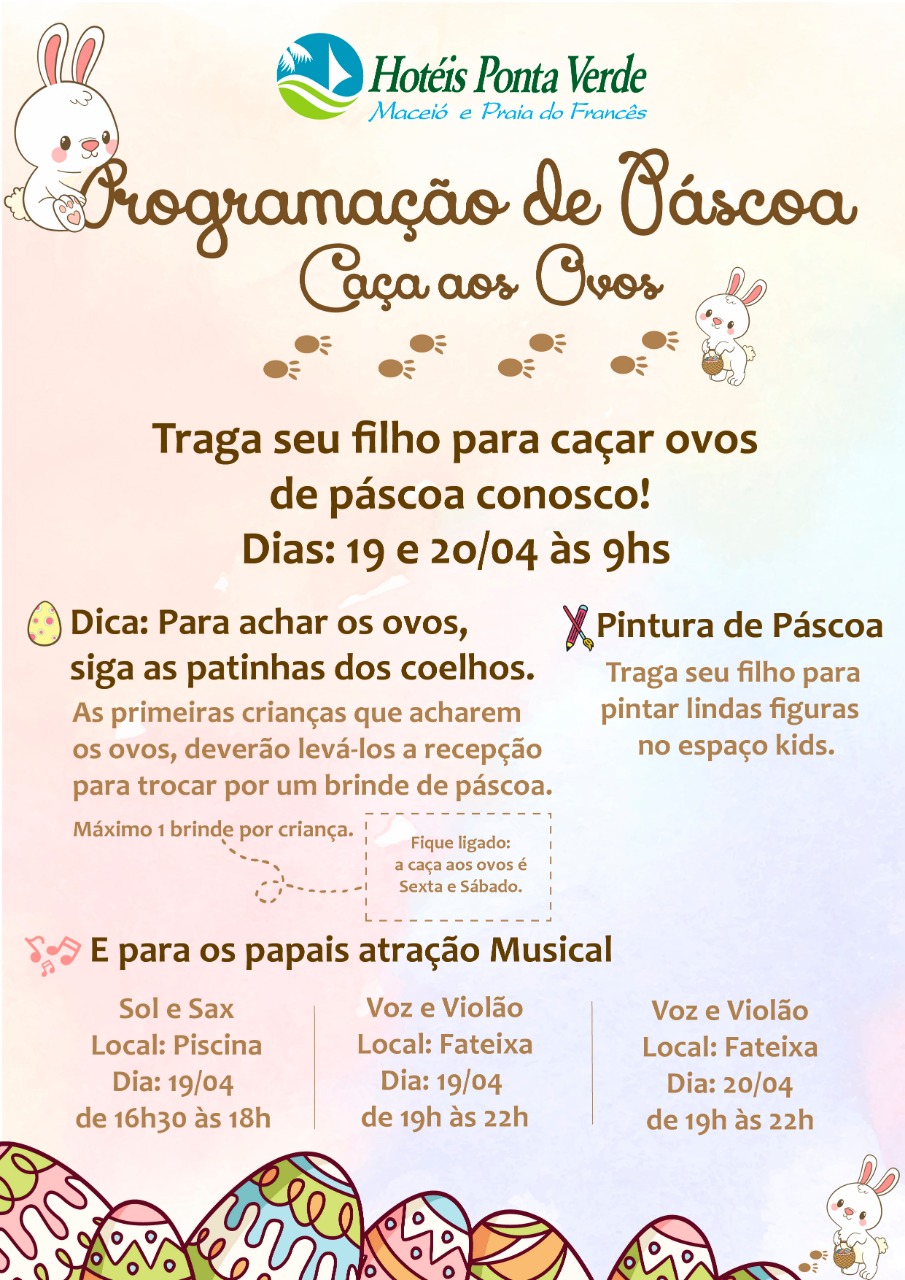 Hotéis Ponta Verde
Maceió e Praia do Francês
Programação de Páscoa
Caça aos Ovos
Traga seu filho para caçar ovos
de páscoa conosco!
Dias: 19 e 20/04 às 9hs
Dica: Para achar os ovos,
siga as patinhas dos coelhos.
As primeiras crianças que acharem
os ovos, deverão levá-los a recepção
para trocar por um brinde de páscoa.
Máximo 1 brinde por criança.
Fique ligado:
a caça aos ovos é
Sexta e Sábado.
Pintura de Páscoa
Traga seu filho para
pintar lindas figuras
no espaço kids.
E para os papais atração Musical
Sol e Sax
Local: Piscina
Dia: 19/04
de 16h30 às 18h
Voz e Violão
Local: Fateixa
Dia: 19/04
de 19h às 22h
Voz e Violão
Local: Fateixa
Dia: 20/04
de 19h às 22h